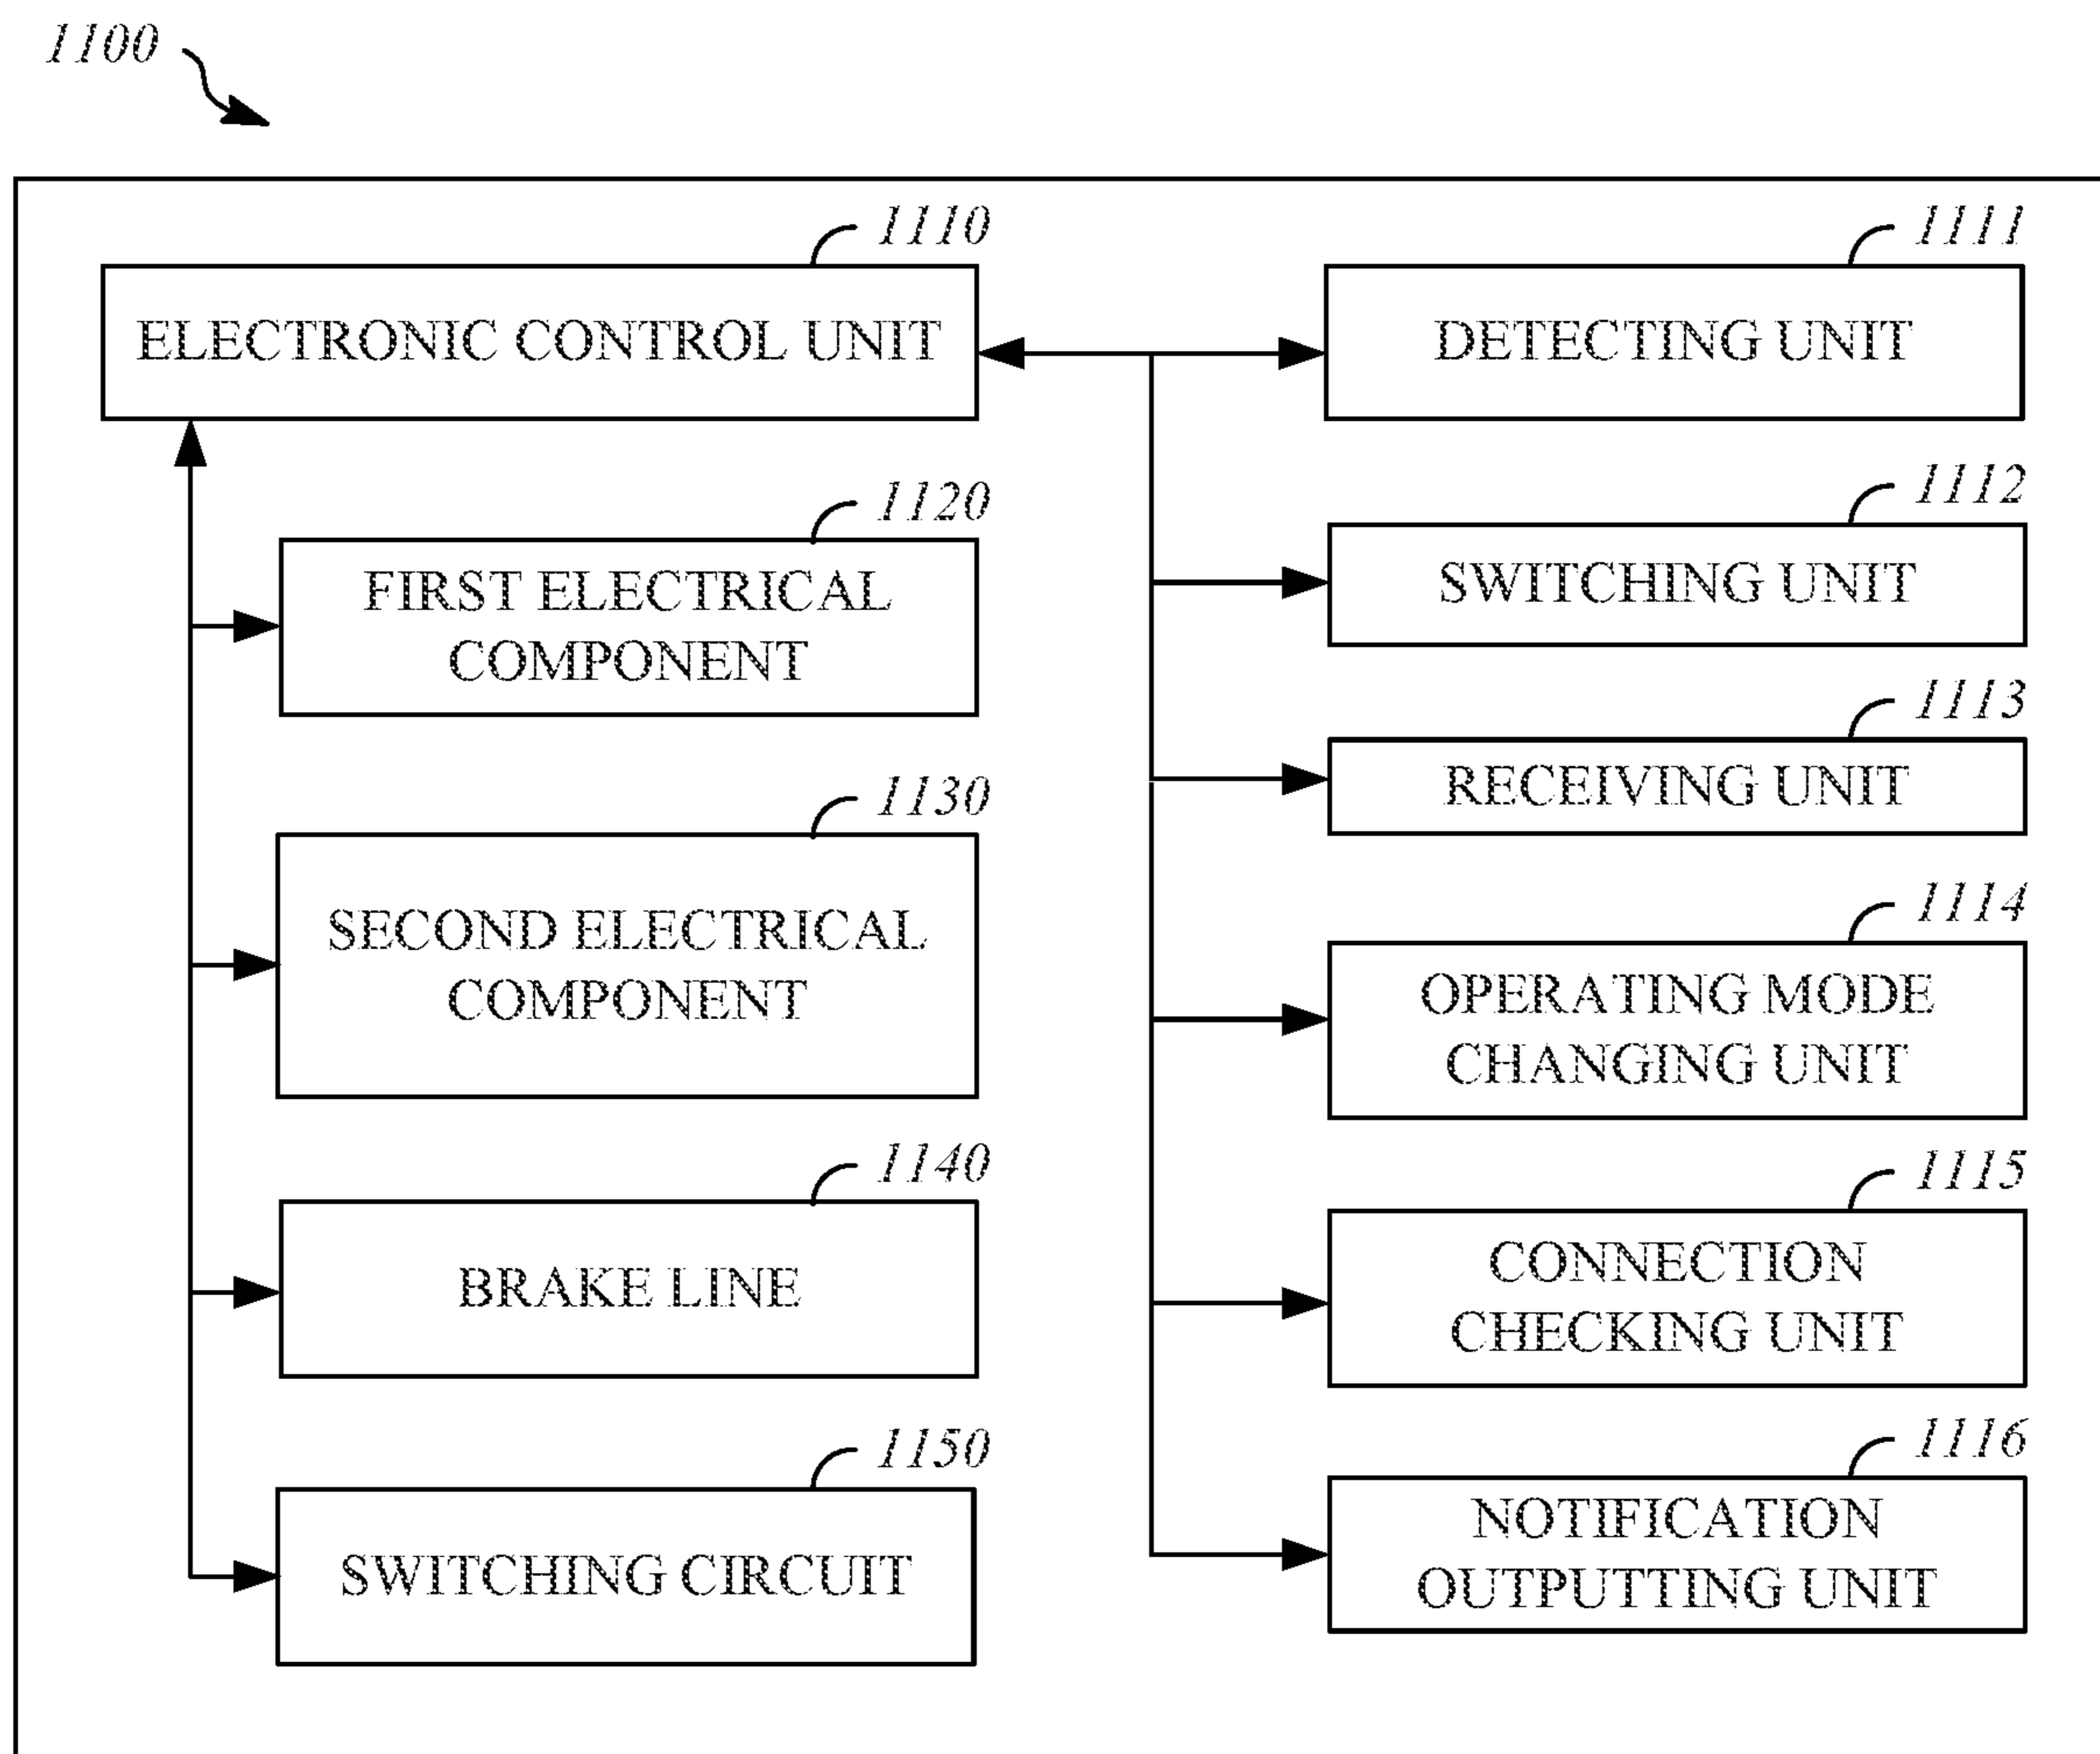 1100
1110
ELECTRONIC CONTROL UNIT
1120
FIRST ELECTRICAL
COMPONENT
1130
SECOND ELECTRICAL
COMPONENT
1140
BRAKE LINE
1150
SWITCHING CIRCUIT
1111
DETECTING UNIT
1112
SWITCHING UNIT
1113
RECEIVING UNIT
1114
OPERATING MODE
CHANGING UNIT
1115
CONNECTION
CHECKING UNIT
1116
NOTIFICATION
OUTPUTTING UNIT